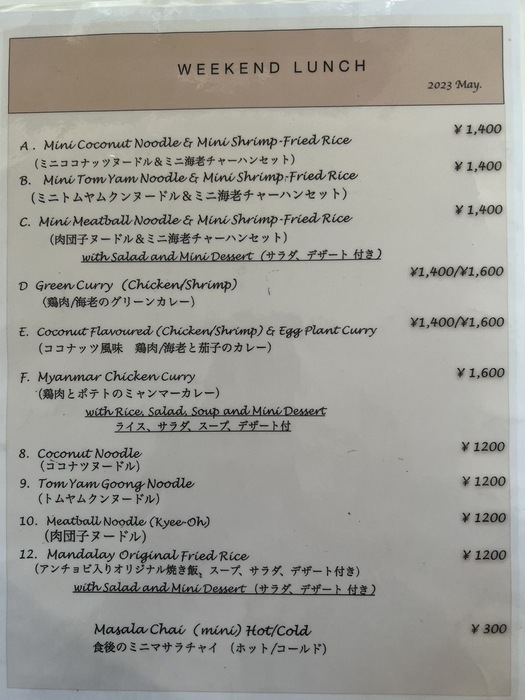 WEEKEND LUNCH
2023 May.
A. Mini Coconut Noodle & Mini Shrimp-Fried Rice ¥1,400
(ミニココナッツヌードル＆ミニ海老チャーハンセット)
B. Mini Tom Yam Noodle & Mini Shrimp-Fried Rice ¥1,400
(ミニトムヤムクンヌードル＆ミニ海老チャーハンセット)
C. Mini Meatball Noodle & Mini Shrimp-Fried Rice ¥1,400
(肉団子ヌードル＆ミニ海老チャーハンセット)
with Salad and Mini Dessert (サラダ、デザート 付き)
D Green Curry (Chicken/Shrimp) ¥1,400/¥1,600
(鶏肉/海老のグリーンカレー)
E. Coconut Flavoured (Chicken/Shrimp) & Egg Plant Curry ¥1,400/¥1,600
(ココナッツ風味 鶏肉/海老と茄子のカレー)
F. Myanmar Chicken Curry ¥1,600
(鶏肉とポテトのミャンマーカレー)
with Rice, Salad, Soup and Mini Dessert
ライス、サラダ、スープ、デザート付
8. Coconut Noodle ¥1200
(ココナツヌードル)
9. Tom Yam Goong Noodle ¥1200
(トムヤムクンヌードル)
10. Meatball Noodle (Kyee-Oh) ¥1200
(肉団子ヌードル)
12. Mandalay Original Fried Rice ¥1200
(アンチョビ入りオリジナル焼き飯、スープ、サラダ、デザート付き)
with Salad and Mini Dessert (サラダ、デザート 付き)
Masala Chai (mini) Hot/Cold ¥300
食後のミニマサラチャイ (ホット/コールド)